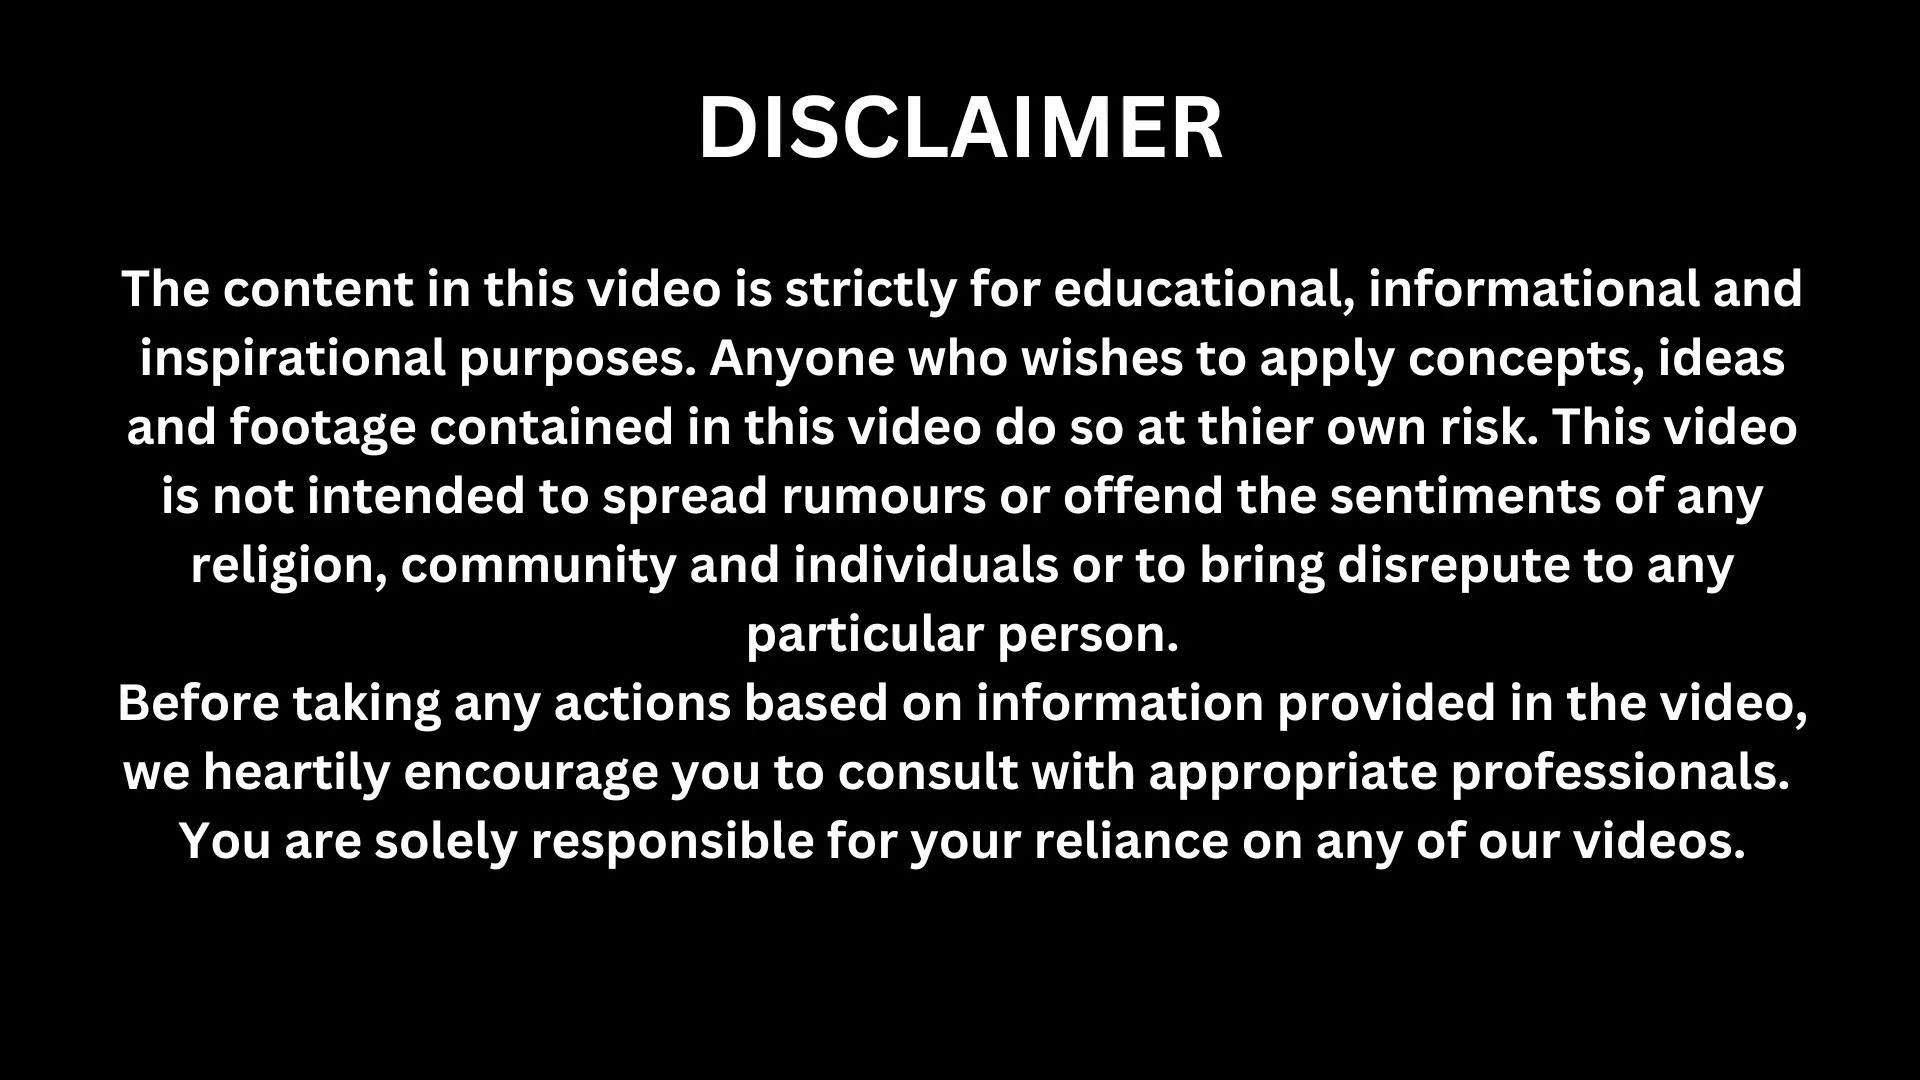 DISCLAIMER
The content in this video is strictly for educational, informational and
inspirational purposes. Anyone who wishes to apply concepts, ideas
and footage contained in this video do so at thier own risk. This video
is not intended to spread rumours or offend the sentiments of any
religion, community and individuals or to bring disrepute to any
particular person.
Before taking any actions based on information provided in the video,
we heartily encourage you to consult with appropriate professionals.
You are solely responsible for your reliance on any of our videos.